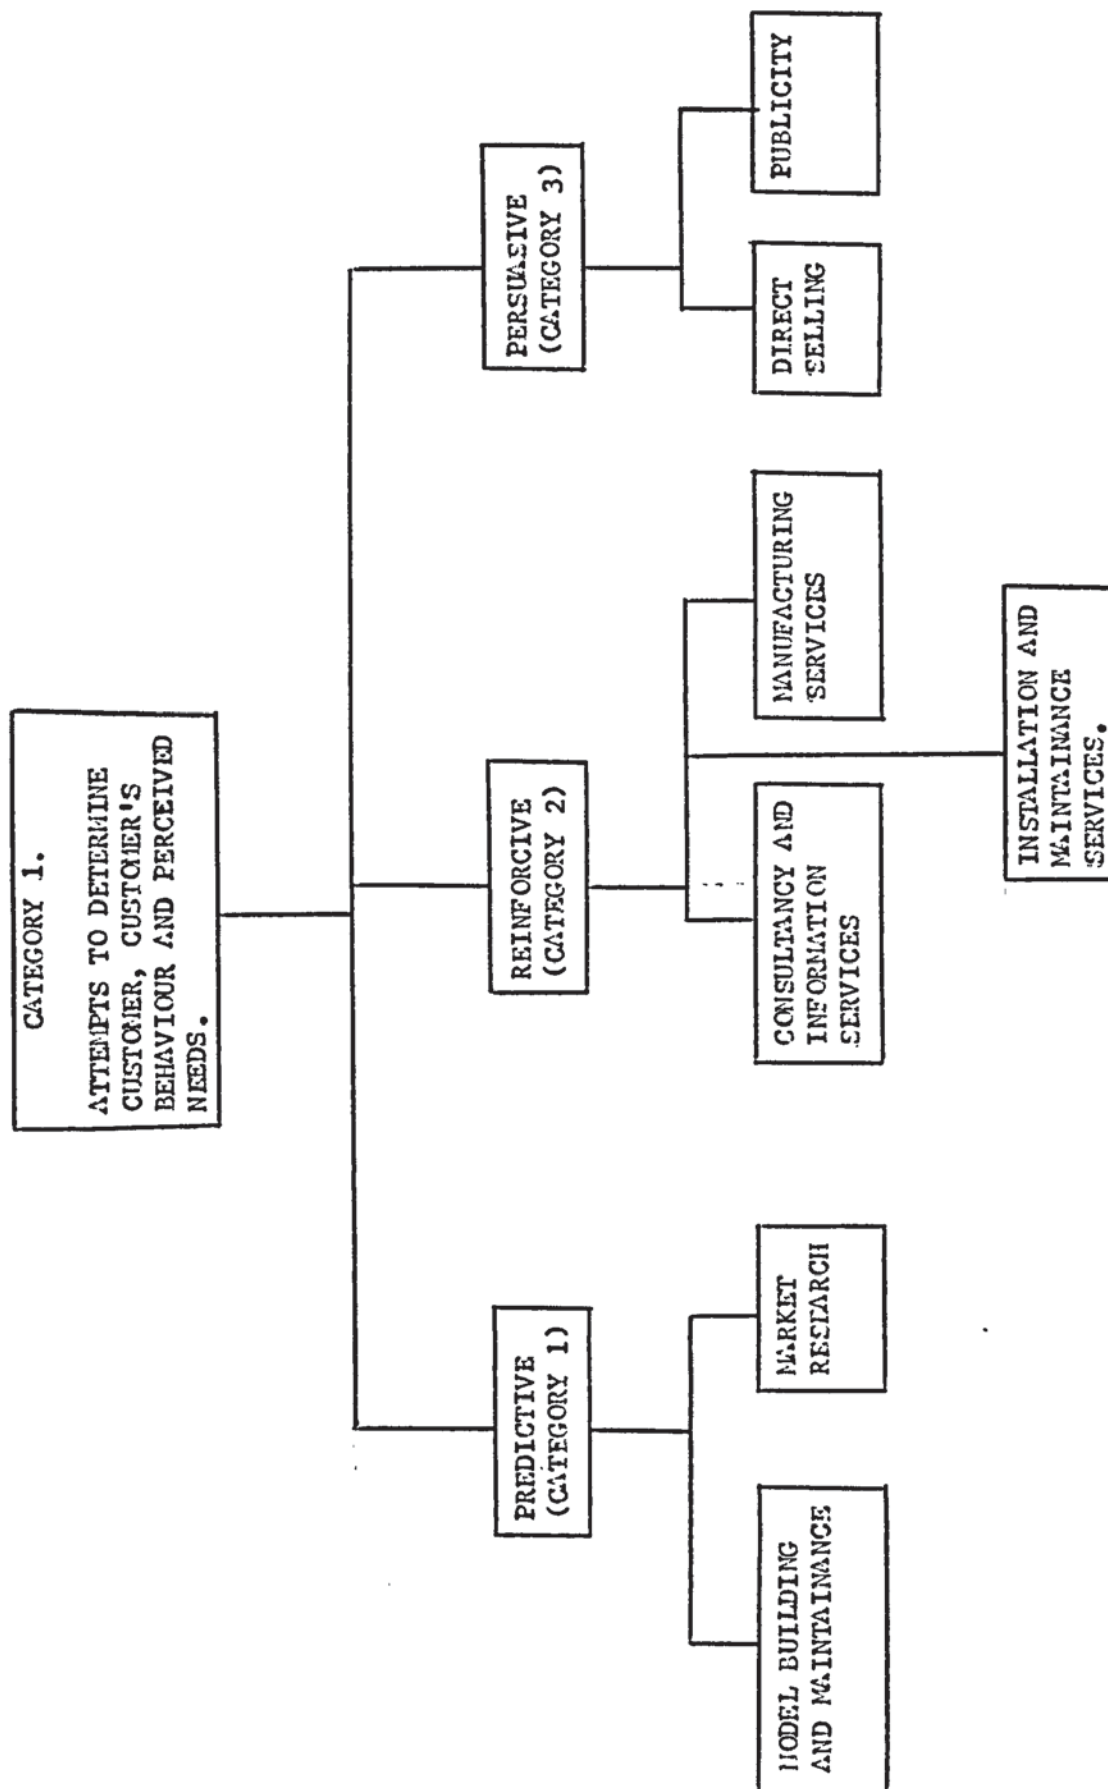 CATEGORY 1.
ATTEMPTS TO DETERMINE
CUSTOMER, CUSTOMER'S
BEHAVIOUR AND PERCEIVED
NEEDS.
PREDICTIVE
(CATEGORY 1)
REINFORCIVE
(CATEGORY 2)
PERSUASIVE
(CATEGORY 3)
MODEL BUILDING
AND MAINTAINANCE
MARKET
RESEARCH
CONSULTANCY AND
INFORMATION
SERVICES
MANUFACTURING
SERVICES
DIRECT
SELLING
PUBLICITY
INSTALLATION AND
MAINTAINANCE
SERVICES.